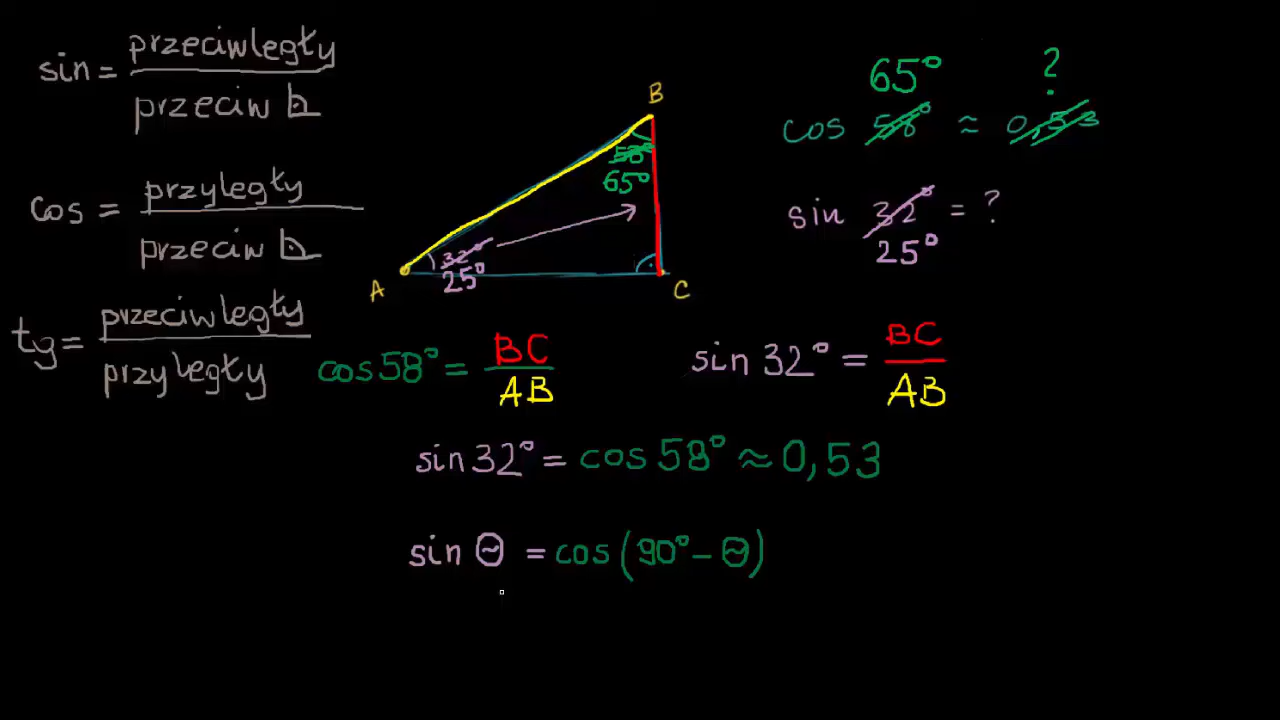 sin = przeciwległy / przeciw
cos = przyległy / przeciw
tg = przeciwległy / przyległy
B
58°
65°
32°
25°
A
C
65° ?
cos 58° ≈ 0,53
sin 32° = ?
25°
cos 58° = BC / AB
sin 32° = BC / AB
sin 32° = cos 58° ≈ 0,53
sin Θ = cos (90° - Θ)